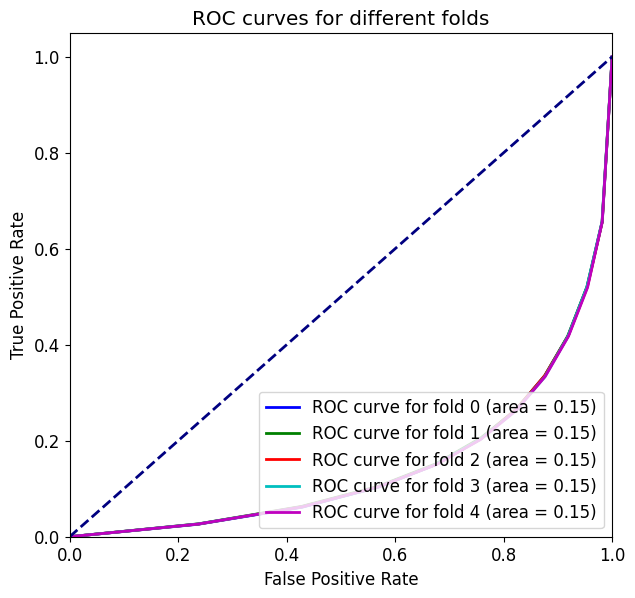 ROC curves for different folds
True Positive Rate
1.0
0.8
0.6
0.4
0.2
0.0
ROC curve for fold 0 (area = 0.15)
ROC curve for fold 1 (area = 0.15)
ROC curve for fold 2 (area = 0.15)
ROC curve for fold 3 (area = 0.15)
ROC curve for fold 4 (area = 0.15)
0.0 0.2 0.4 0.6 0.8 1.0
False Positive Rate